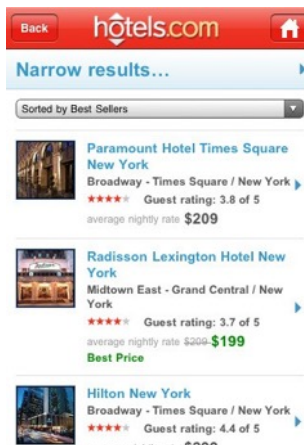 Back
hotels.com
Narrow results...
Sorted by Best Sellers
Paramount Hotel Times Square
New York
Broadway - Times Square / New York
Guest rating: 3.8 of 5
average nightly rate $209
Radisson Lexington Hotel New
York
Midtown East - Grand Central / New
York
Guest rating: 3.7 of 5
average nightly rate $209 $199
Best Price
Hilton New York
Broadway - Times Square / New York
Guest rating: 4.4 of 5